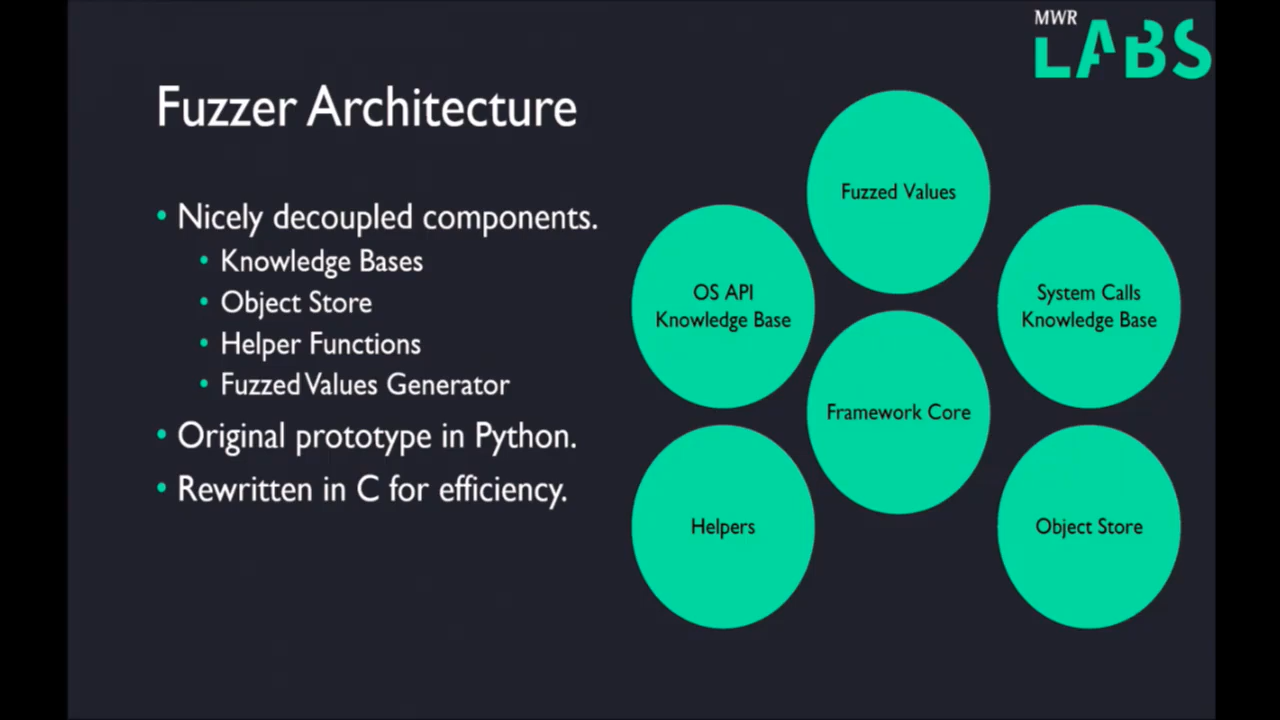 MWR
LABS
Fuzzer Architecture
• Nicely decoupled components.
• Knowledge Bases
• Object Store
• Helper Functions
• Fuzzed Values Generator
• Original prototype in Python.
• Rewritten in C for efficiency.
Fuzzed Values
OS API
Knowledge Base
System Calls
Knowledge Base
Framework Core
Helpers
Object Store